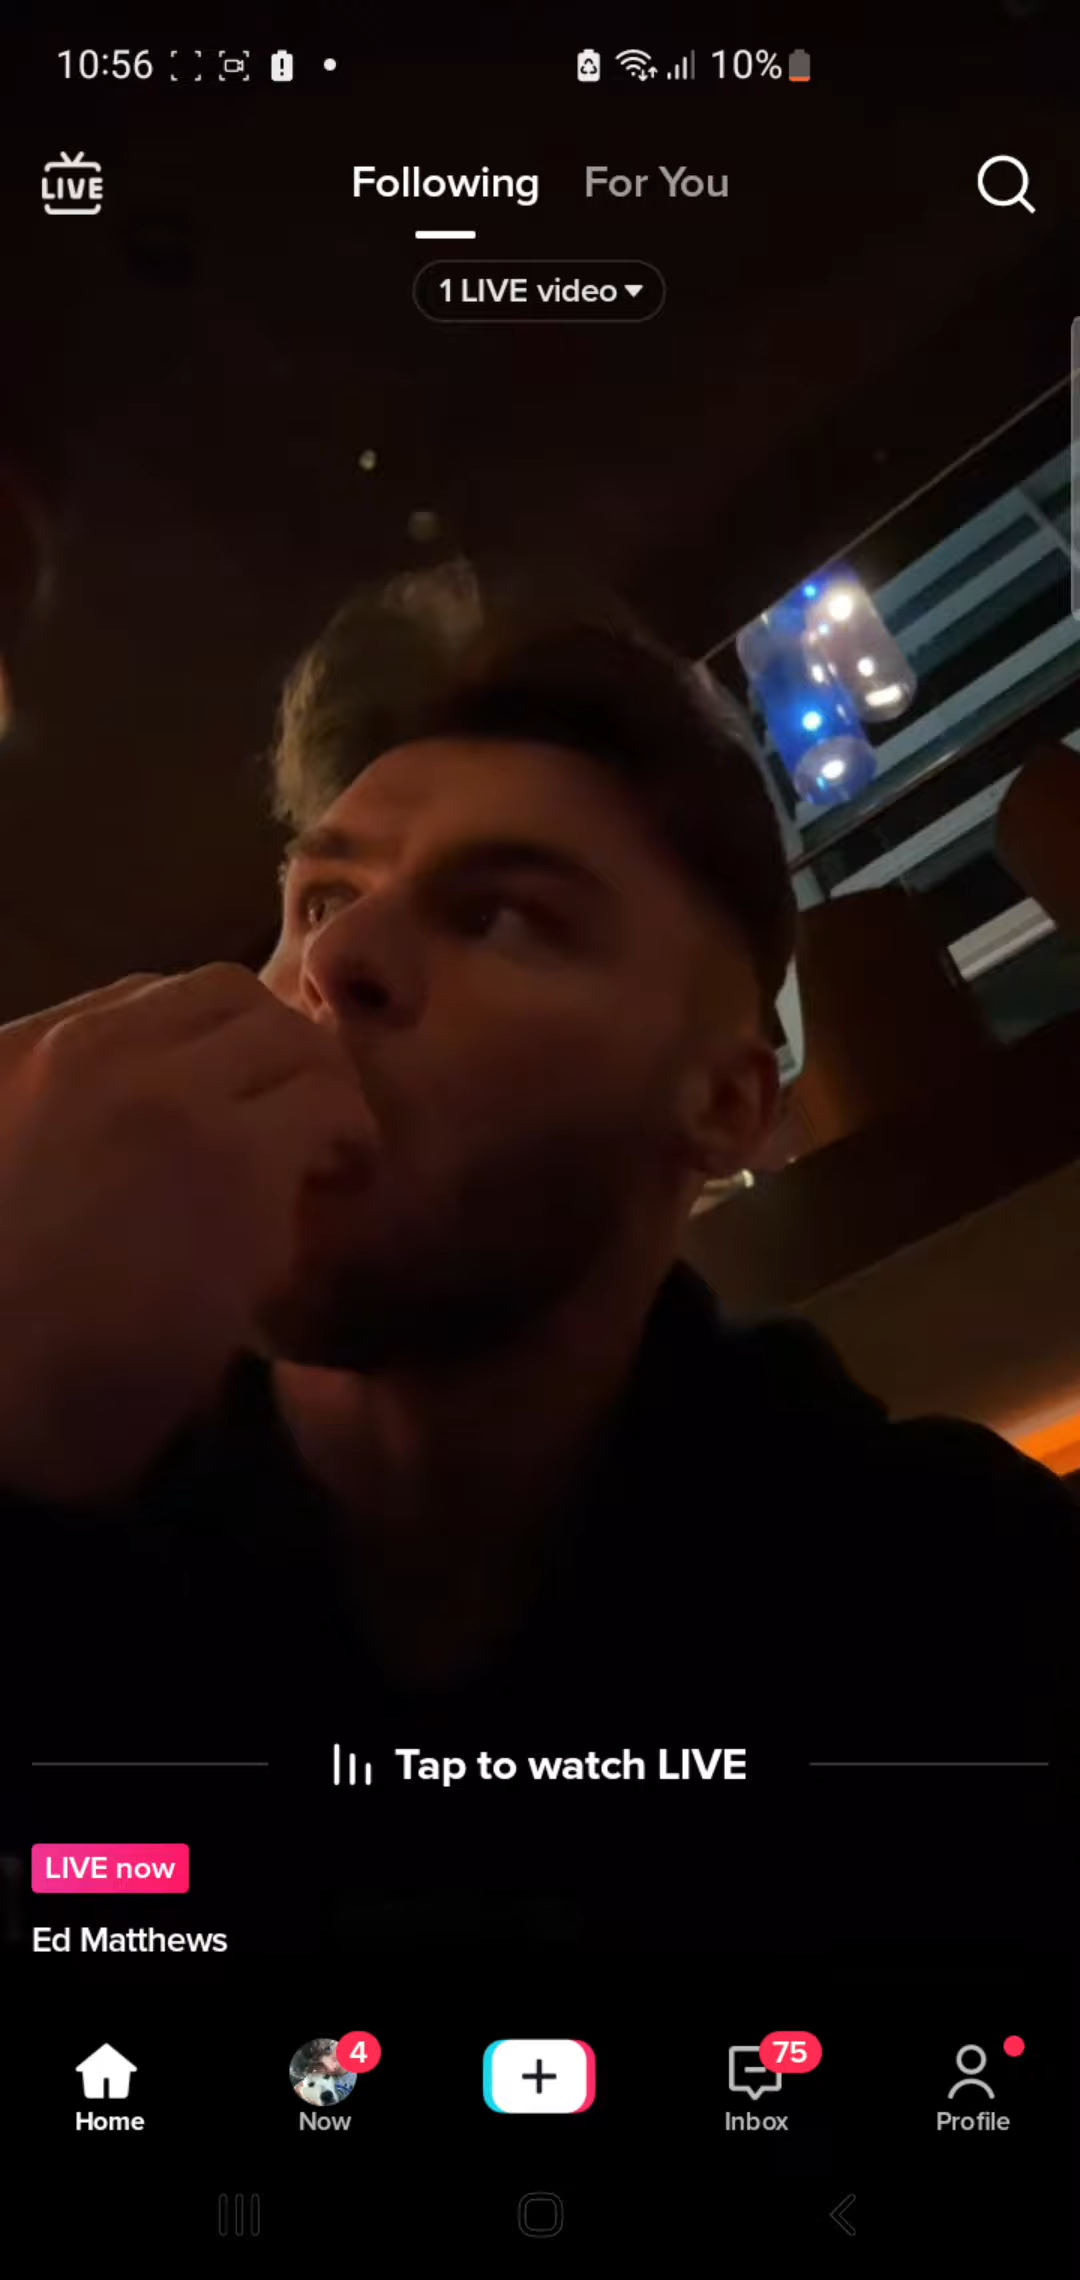 10:56
10%
LIVE
Following
For You
1 LIVE video
Tap to watch LIVE
LIVE now
Ed Matthews
4
75
Home
Now
Inbox
Profile